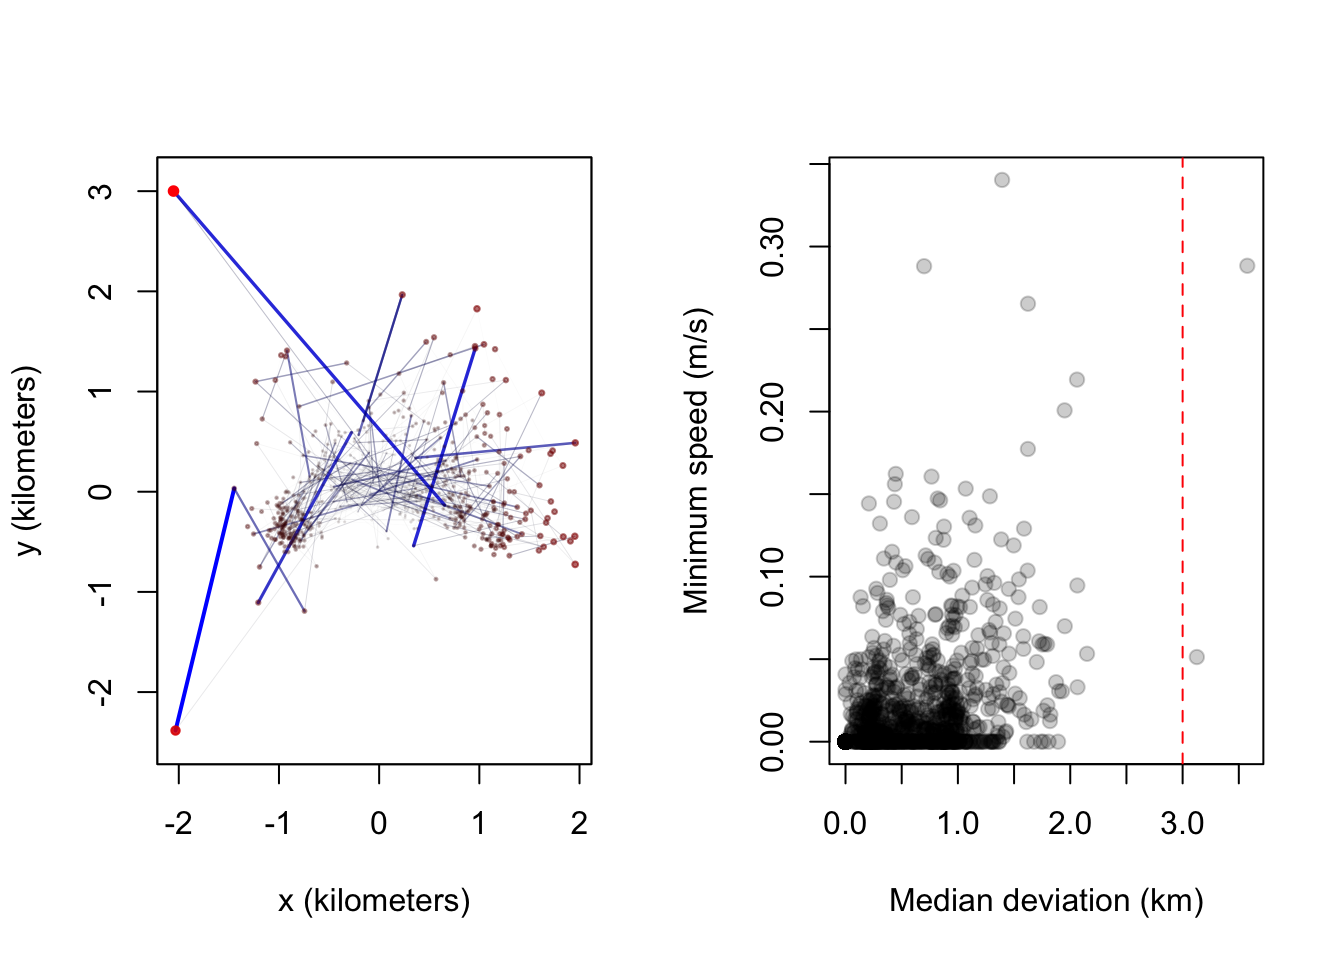 3
2
1
0
-1
-2
y (kilometers)
-2 -1 0 1 2
x (kilometers)
0.30
0.20
0.10
0.00
Minimum speed (m/s)
0.0 1.0 2.0 3.0
Median deviation (km)